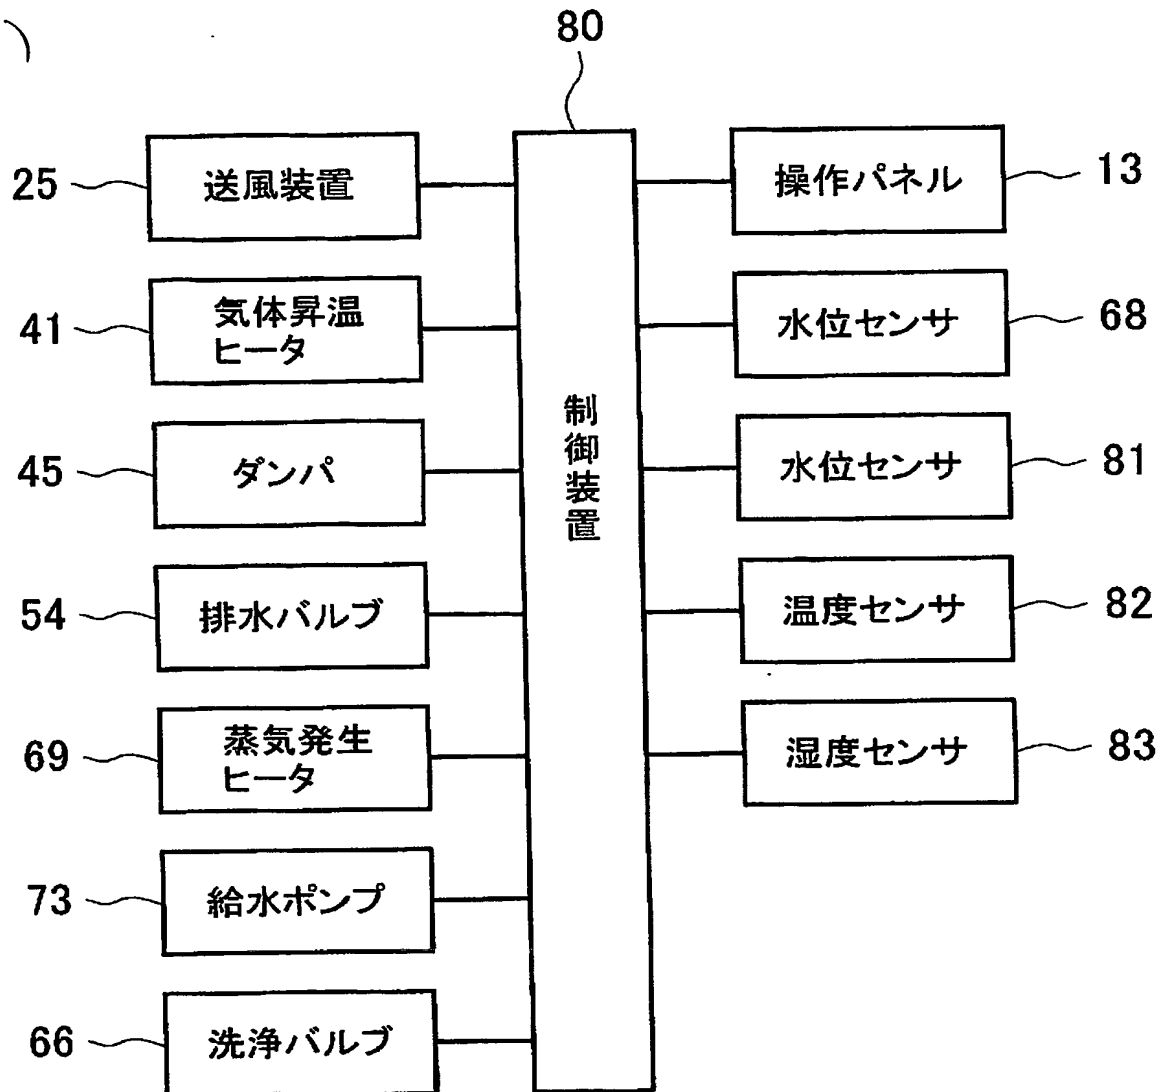 80
25
送風装置
操作パネル
13
41
気体昇温
ヒータ
水位センサ
68
制御装置
45
ダンパ
水位センサ
81
54
排水バルブ
温度センサ
82
69
蒸気発生
ヒータ
湿度センサ
83
73
給水ポンプ
66
洗浄バルブ